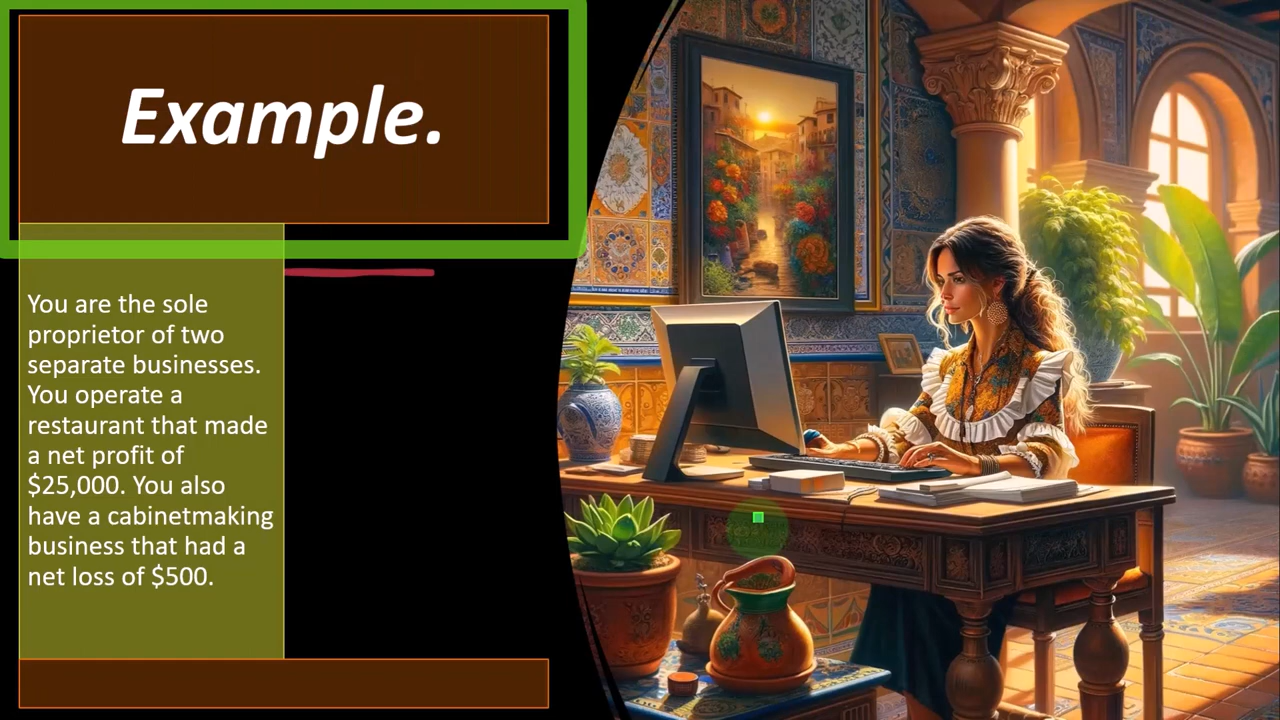 Example.
You are the sole
proprietor of two
separate businesses.
You operate a
restaurant that made
a net profit of
$25,000. You also
have a cabinetmaking
business that had a
net loss of $500.